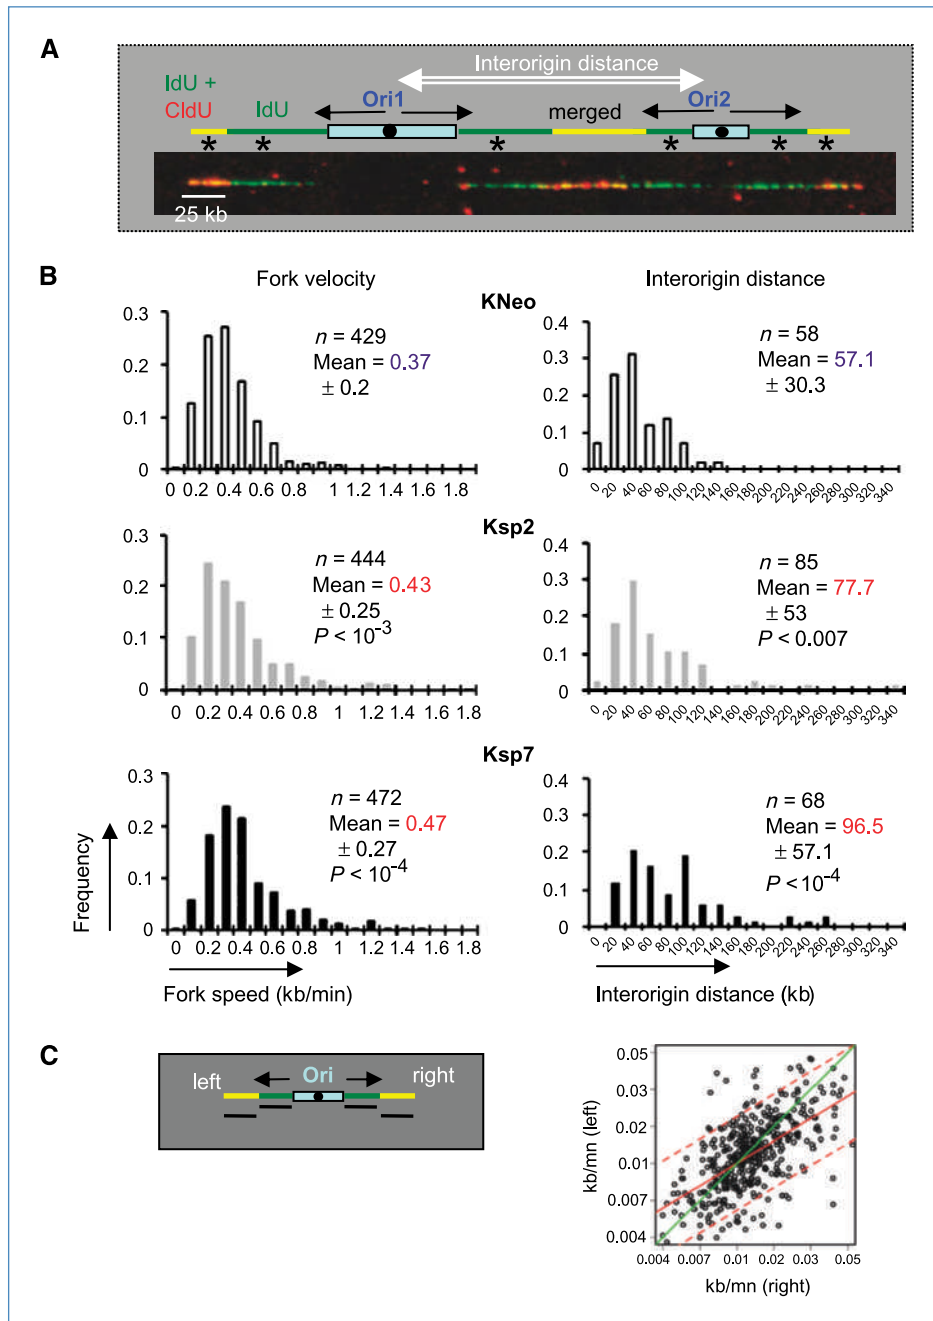 A
Interorigin distance
IdU +
CldU
IdU
Ori1
merged
Ori2
* * * * * *
25 kb
B
Fork velocity
Interorigin distance
KNeo
0.3
0.2
0.1
0
n = 429
Mean = 0.37
± 0.2
0 0.2 0.4 0.6 0.8 1 1.2 1.4 1.6 1.8
0.4
0.3
0.2
0.1
0
n = 58
Mean = 57.1
± 30.3
0 20 40 60 80 100 120 140 160 180 200 220 240 260 280 300 320 340
Ksp2
0.3
0.2
0.1
0
n = 444
Mean = 0.43
± 0.25
P < 10-3
0 0.2 0.4 0.6 0.8 1 1.2 1.4 1.6 1.8
0.4
0.3
0.2
0.1
0
n = 85
Mean = 77.7
± 53
P < 0.007
0 20 40 60 80 100 120 140 160 180 200 220 240 260 280 300 320 340
Ksp7
0.3
0.2
0.1
0
n = 472
Mean = 0.47
± 0.27
P < 10-4
0 0.2 0.4 0.6 0.8 1 1.2 1.4 1.6 1.8
Frequency
Fork speed (kb/min)
0.4
0.3
0.2
0.1
0
n = 68
Mean = 96.5
± 57.1
P < 10-4
0 20 40 60 80 100 120 140 160 180 200 220 240 260 280 300 320 340
Interorigin distance (kb)
C
left
Ori
right
kb/mn (left)
0.05
0.03
0.02
0.01
0.007
0.004
0.004 0.007 0.01 0.02 0.03 0.05
kb/mn (right)